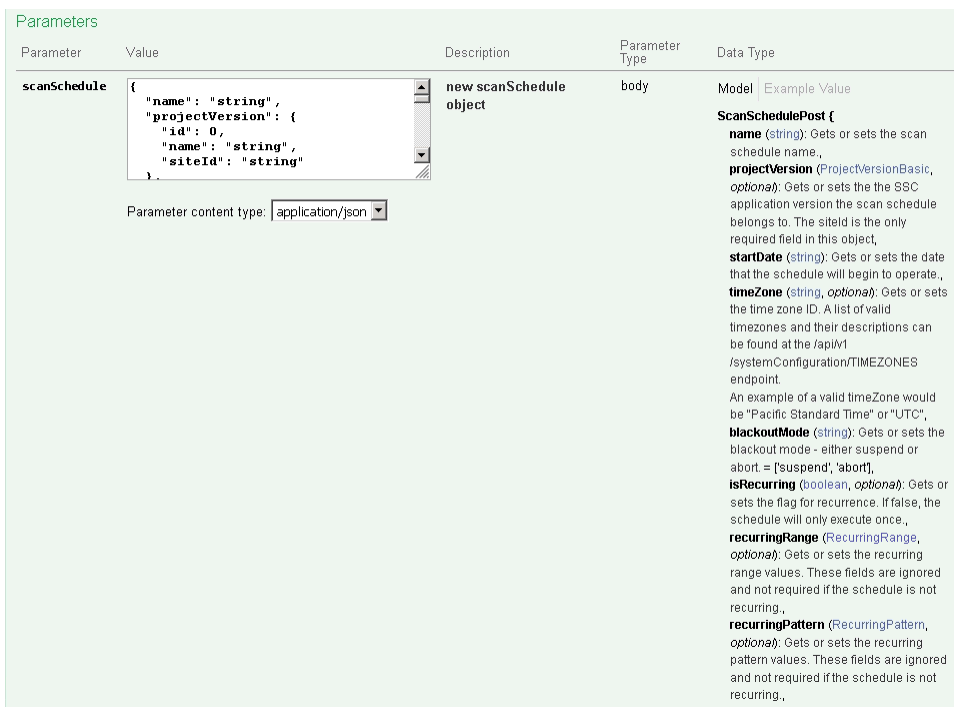 Parameters
Parameter Value Description Parameter Type Data Type
scanSchedule
{
"name": "string",
"projectVersion": {
"id": 0,
"name": "string",
"siteId": "string"
},
Parameter content type: application/json
new scanSchedule
object
body
Model Example Value
ScanSchedulePost {
name (string): Gets or sets the scan
schedule name.,
projectVersion (ProjectVersionBasic,
optional): Gets or sets the the SSC
application version the scan schedule
belongs to. The siteId is the only
required field in this object,
startDate (string): Gets or sets the date
that the schedule will begin to operate.,
timeZone (string, optional): Gets or sets
the time zone ID. A list of valid
timezones and their descriptions can
be found at the /api/v1
/systemConfiguration/TIMEZONES
endpoint.
An example of a valid timeZone would
be "Pacific Standard Time" or "UTC",
blackoutMode (string): Gets or sets the
blackout mode - either suspend or
abort. = ['suspend', 'abort'],
isRecurring (boolean, optional): Gets or
sets the flag for recurrence. If false, the
schedule will only execute once.,
recurringRange (RecurringRange,
optional): Gets or sets the recurring
range values. These fields are ignored
and not required if the schedule is not
recurring.,
recurringPattern (RecurringPattern,
optional): Gets or sets the recurring
pattern values. These fields are ignored
and not required if the schedule is not
recurring.,